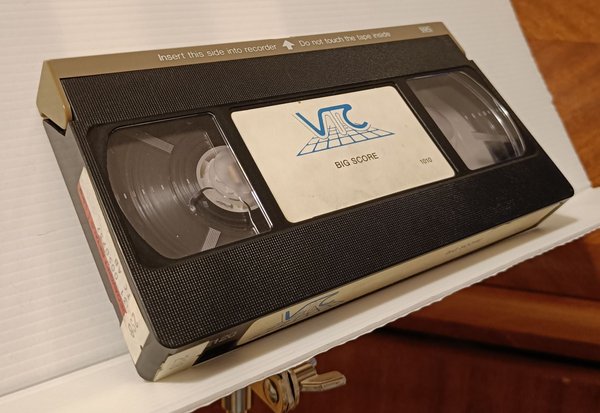 Insert this side into recorder Do not touch the tape inside
VHS
VTC
BIG SCORE
1010
VTC